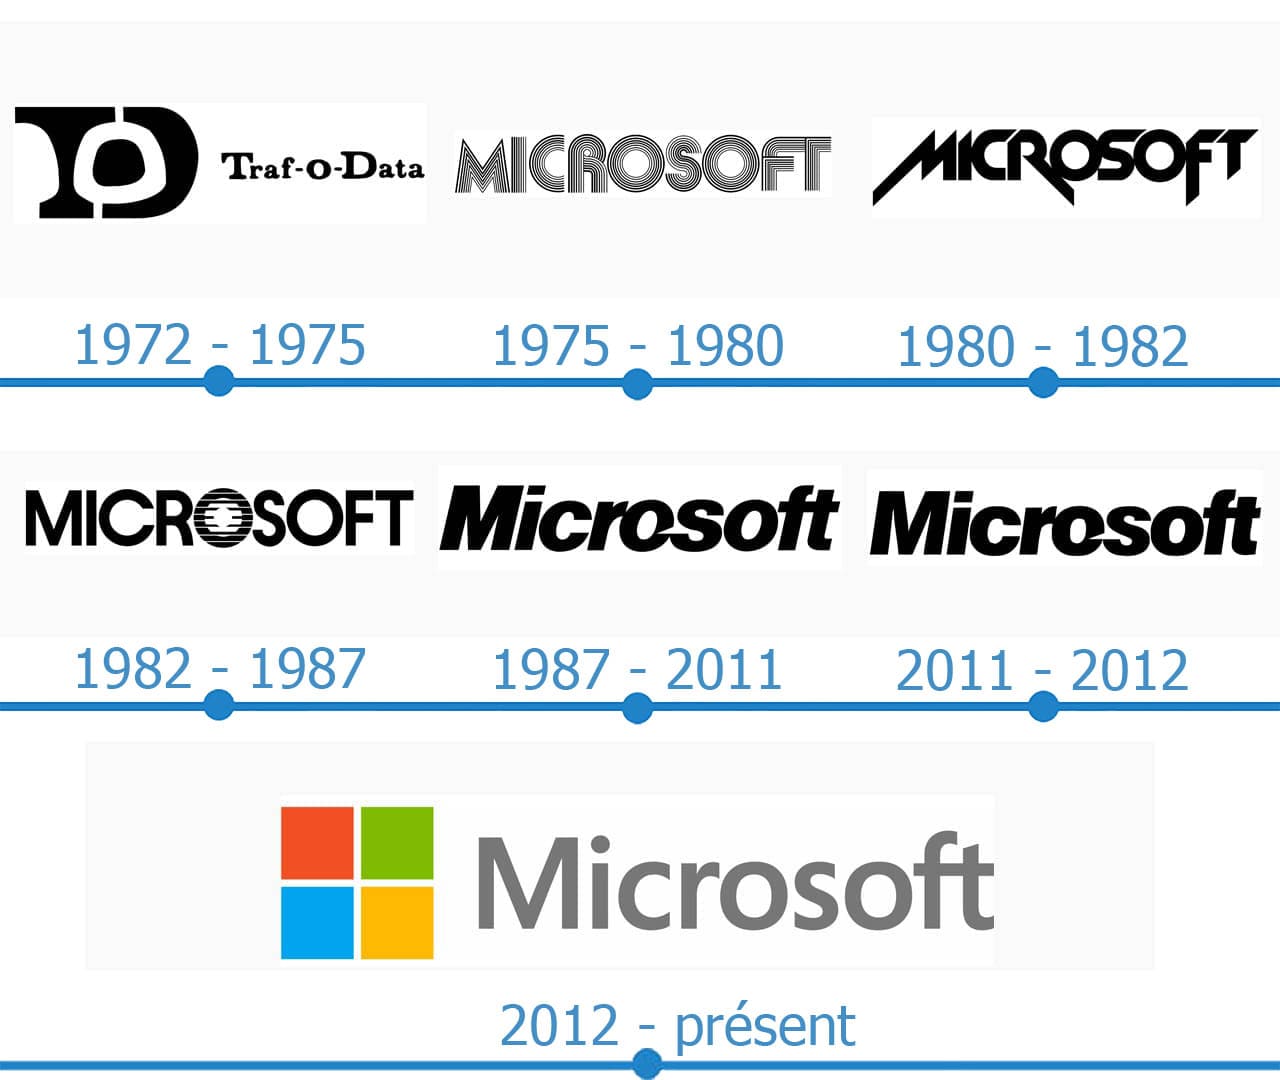 Traf-o-Data
MICROSOFT
MICROSOFT
1972 - 1975
1975 - 1980
1980 - 1982
MICROSOFT
Microsoft
Microsoft
1982 - 1987
1987 - 2011
2011 - 2012
Microsoft
2012 - présent